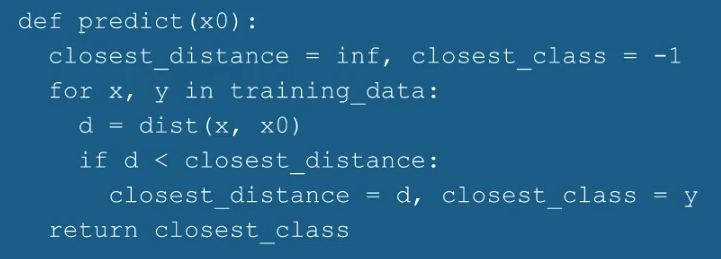 def predict(x0):
  closest_distance = inf, closest_class = -1
  for x, y in training_data:
    d = dist(x, x0)
    if d < closest_distance:
      closest_distance = d, closest_class = y
  return closest_class